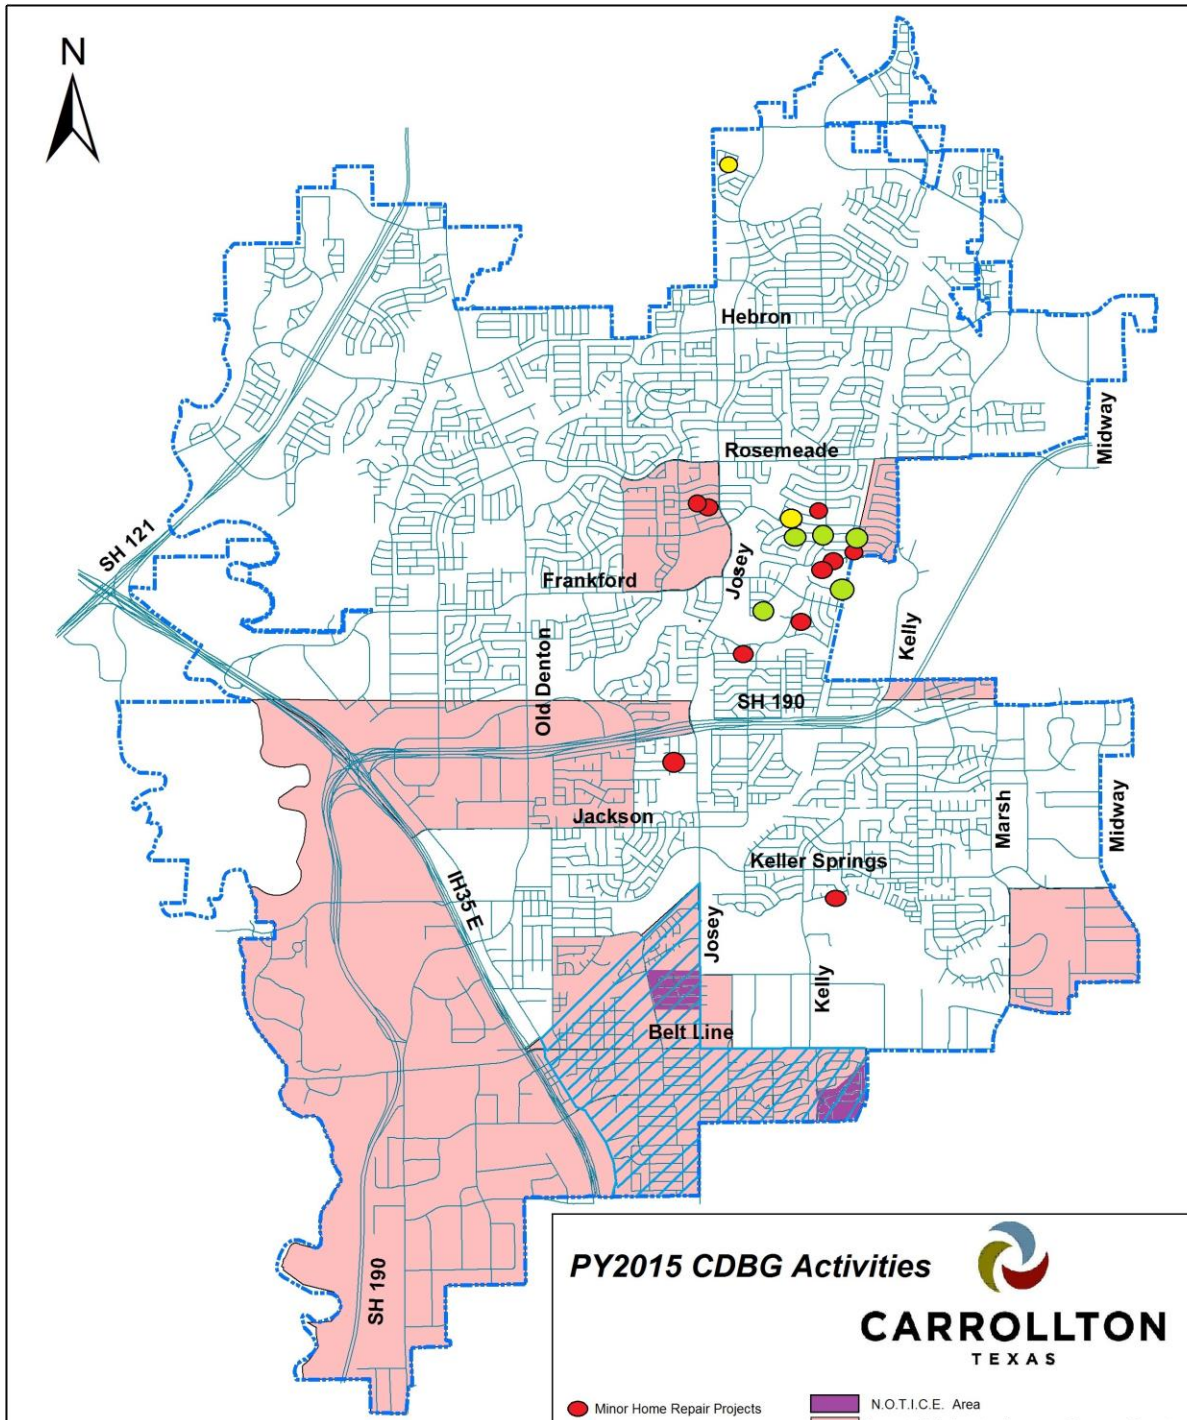 N
Hebron
Midway
Rosemeade
SH 121
Josey
Frankford
Kelly
Old Denton
SH 190
Jackson
Marsh
Midway
Keller Springs
IH35 E
Josey
Kelly
Belt Line
SH 190
PY2015 CDBG Activities
CARROLLTON
TEXAS
Minor Home Repair Projects
N.O.T.I.C.E. Area